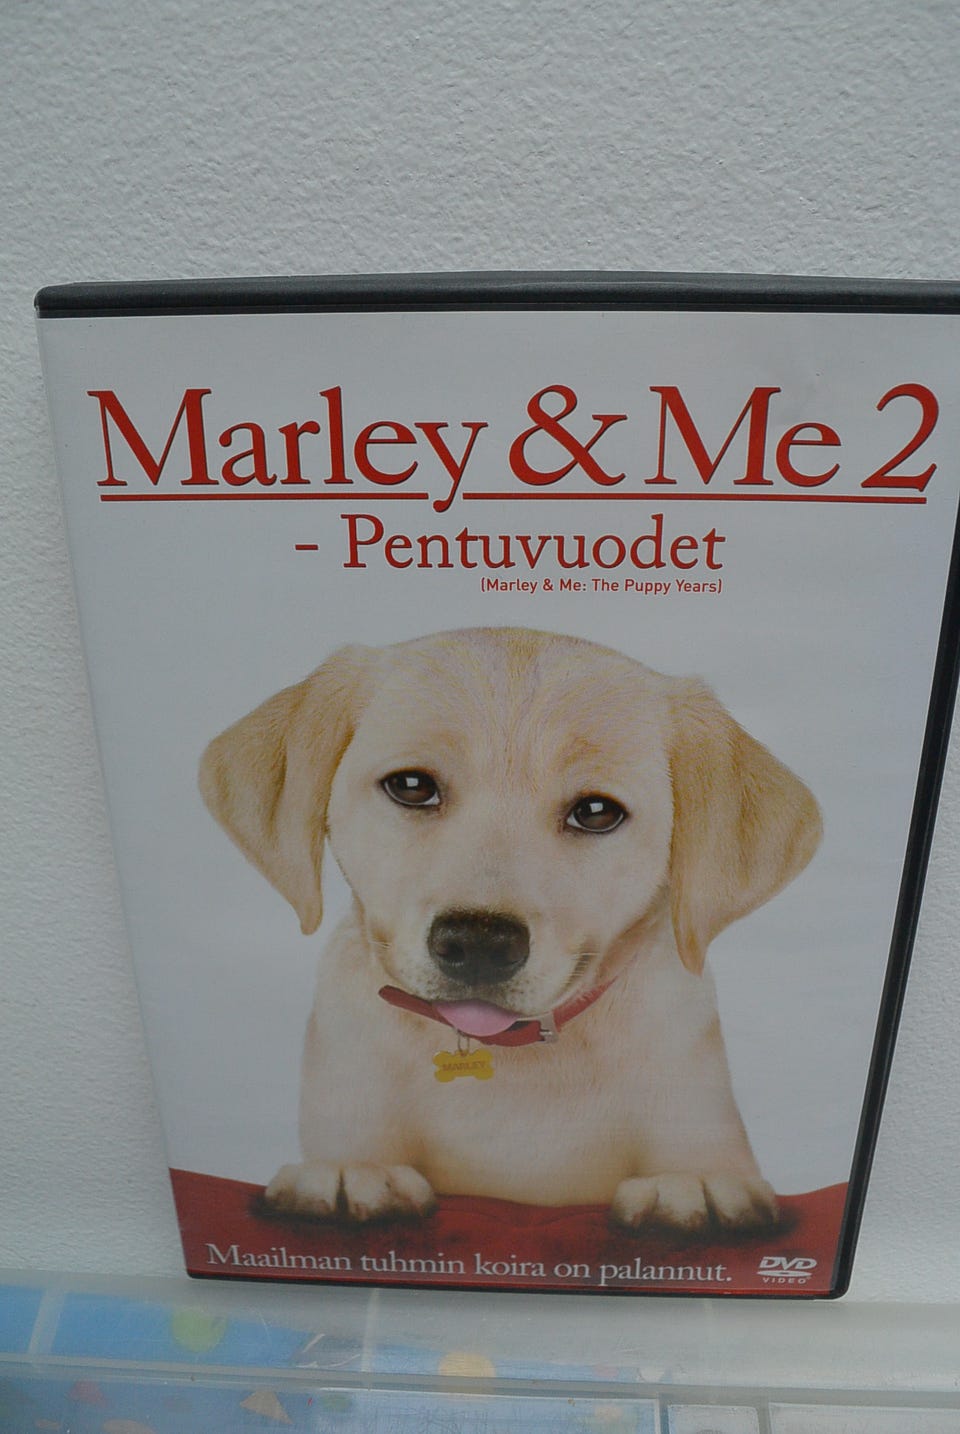 Marley & Me 2
- Pentuvuodet
(Marley & Me: The Puppy Years)
MARLEY
Maailman tuhmin koira on palannut.
DVD
VIDEO